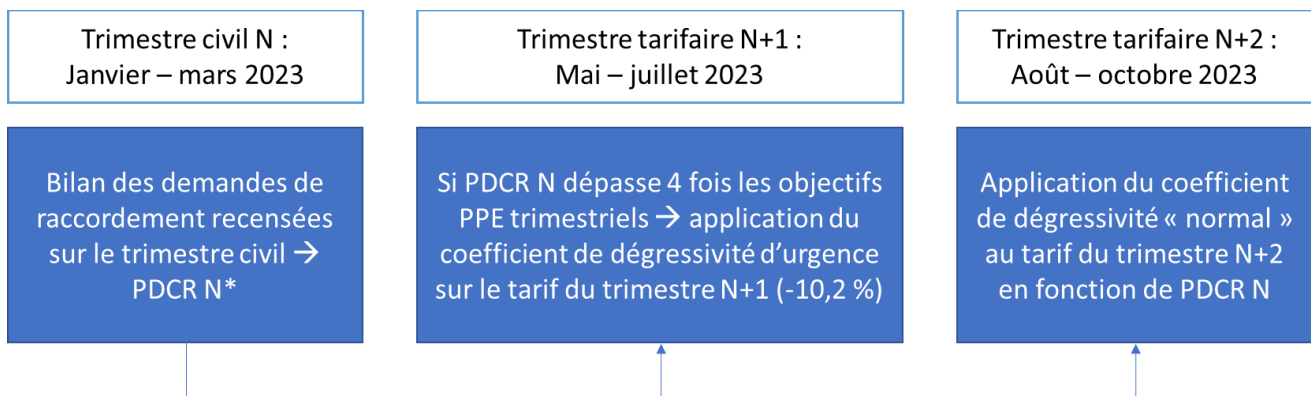 Trimestre civil N :
Janvier – mars 2023
Trimestre tarifaire N+1 :
Mai – juillet 2023
Trimestre tarifaire N+2 :
Août – octobre 2023
Bilan des demandes de
raccordement recensées
sur le trimestre civil →
PDCR N*
Si PDCR N dépasse 4 fois les objectifs
PPE trimestriels → application du
coefficient de dégressivité d’urgence
sur le tarif du trimestre N+1 (-10,2 %)
Application du coefficient
de dégressivité « normal »
au tarif du trimestre N+2
en fonction de PDCR N